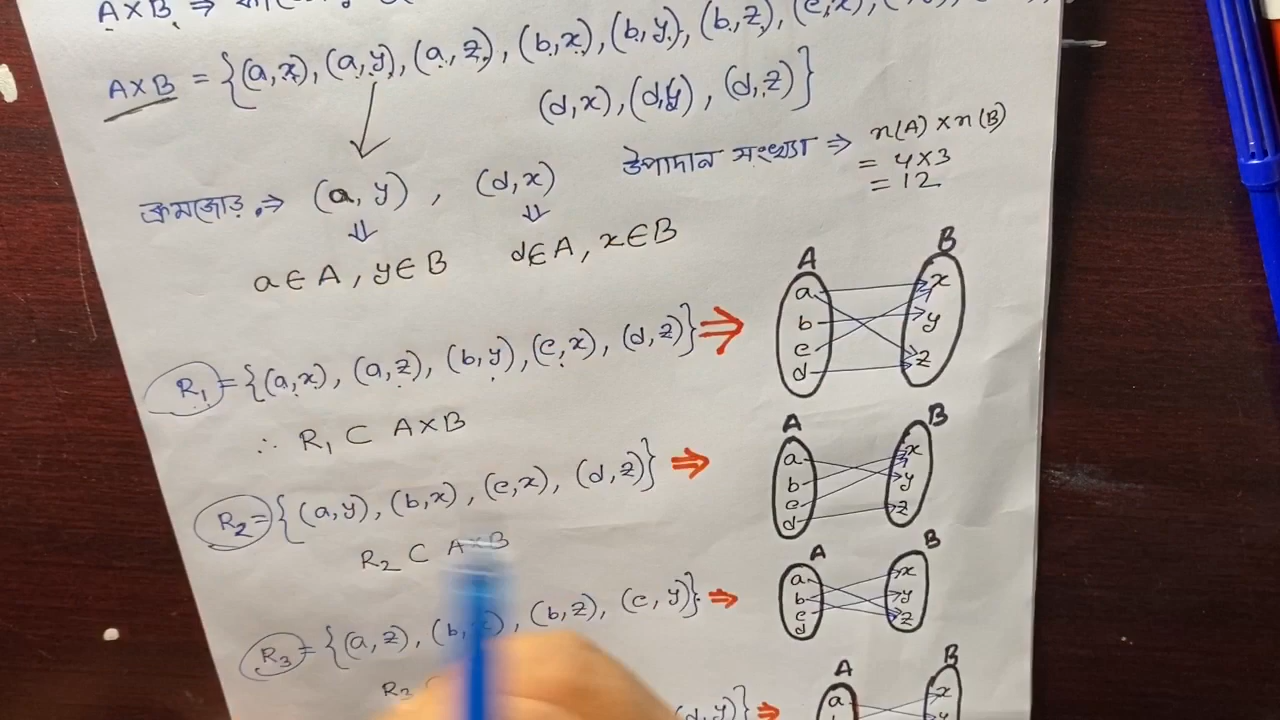 A×B ⇒
A×B = {(a,x), (a,y), (a,z), (b,x), (b,y), (b,z), (c,x),
(d,x), (d,y), (d,z)}
উপাদান সংখ্যা ⇒ n(A) × n(B)
= 4×3
= 12
ক্রমজোড় ⇒ (a, y), (d,x)
⇓ ⇓
a∈A, y∈B d∈A, x∈B
R₁ = {(a,x), (a,z), (b,y), (c,x), (d,z)} ⇒
A B
a x
b y
c z
d
∴ R₁ ⊂ A×B
R₂ = {(a,y), (b,x), (c,x), (d,z)} ⇒
A B
a x
b y
c z
d
R₂ ⊂ A×B
R₃ = {(a,z), (b, ), (b,z), (c,y)} ⇒
A B
a x
b y
c z
d
(d,y)} ⇒
A B
a x
y